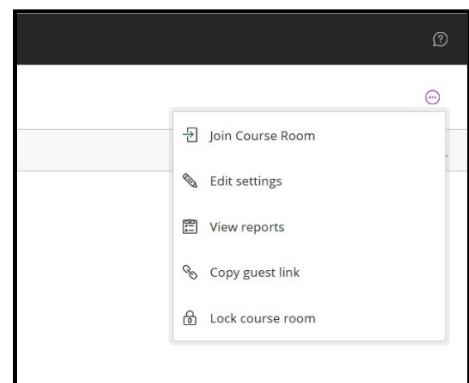 Join Course Room
Edit settings
View reports
Copy guest link
Lock course room